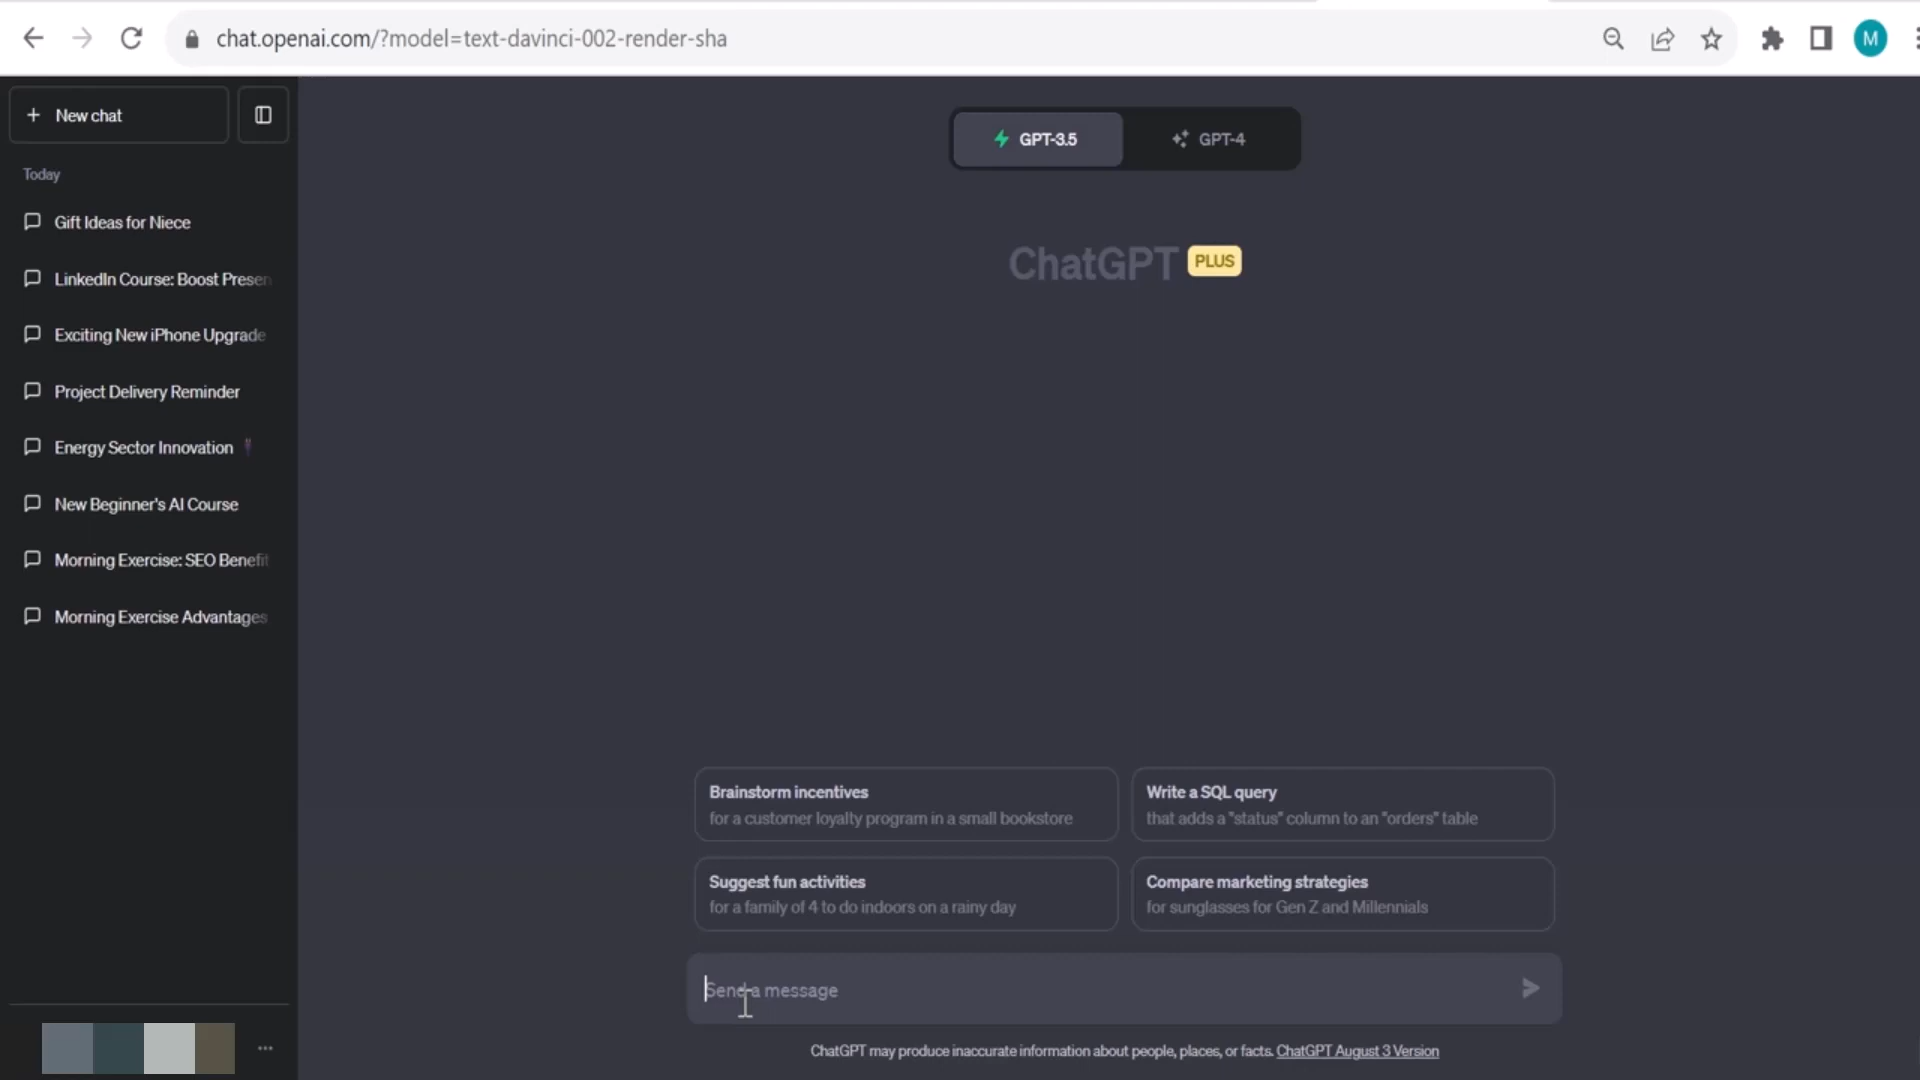 chat.openai.com/?model=text-davinci-002-render-sha
M
New chat
GPT-3.5
GPT-4
Today
Gift Ideas for Niece
ChatGPT PLUS
LinkedIn Course: Boost Presen
Exciting New iPhone Upgrade
Project Delivery Reminder
Energy Sector Innovation
New Beginner's AI Course
Morning Exercise: SEO Benefit
Morning Exercise Advantages
Brainstorm incentives
for a customer loyalty program in a small bookstore
Write a SQL query
that adds a "status" column to an "orders" table
Suggest fun activities
for a family of 4 to do indoors on a rainy day
Compare marketing strategies
for sunglasses for Gen Z and Millennials
Send a message
ChatGPT may produce inaccurate information about people, places, or facts. ChatGPT August 3 Version